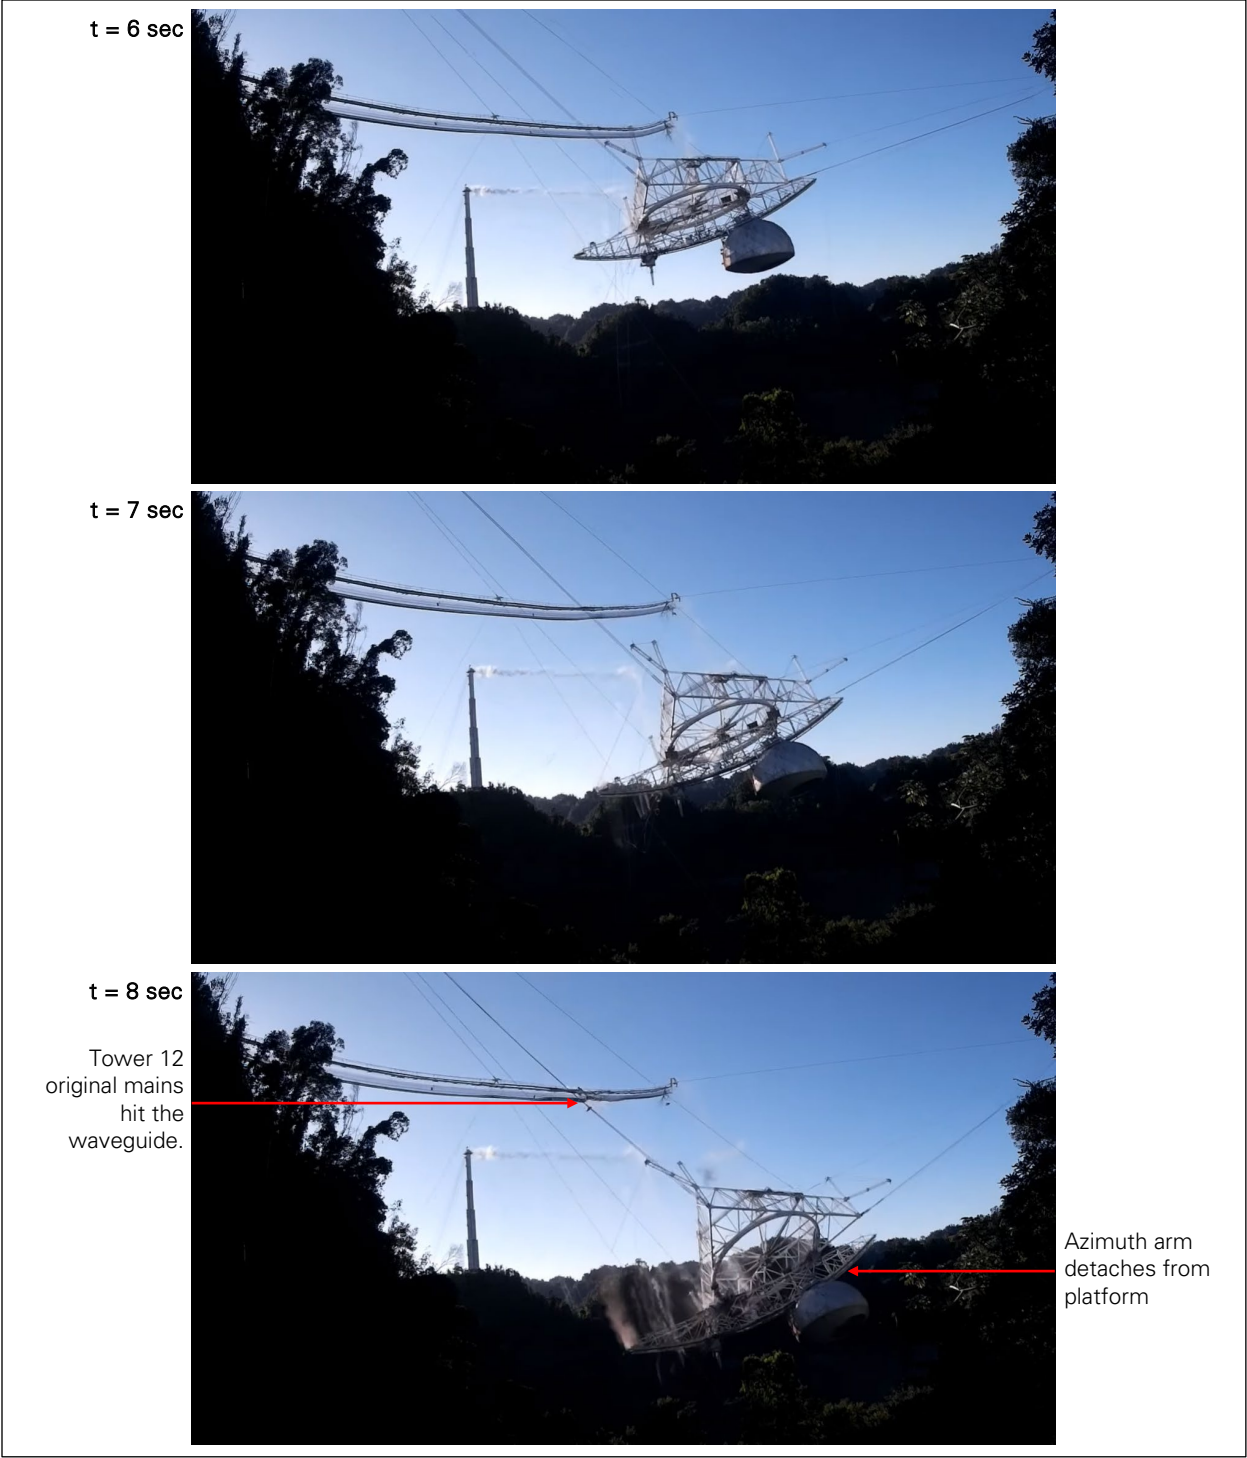 t = 6 sec
t = 7 sec
t = 8 sec
Tower 12
original mains
hit the
waveguide.
Azimuth arm
detaches from
platform